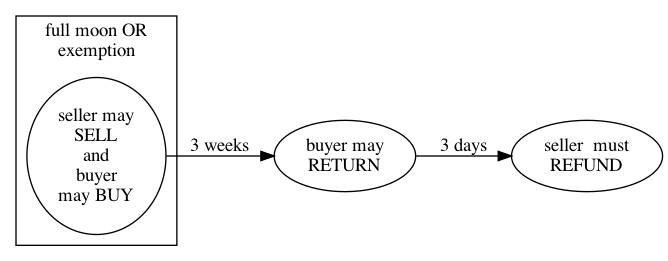 full moon OR
exemption
seller may
SELL
and
buyer
may BUY
3 weeks
buyer may
RETURN
3 days
seller must
REFUND